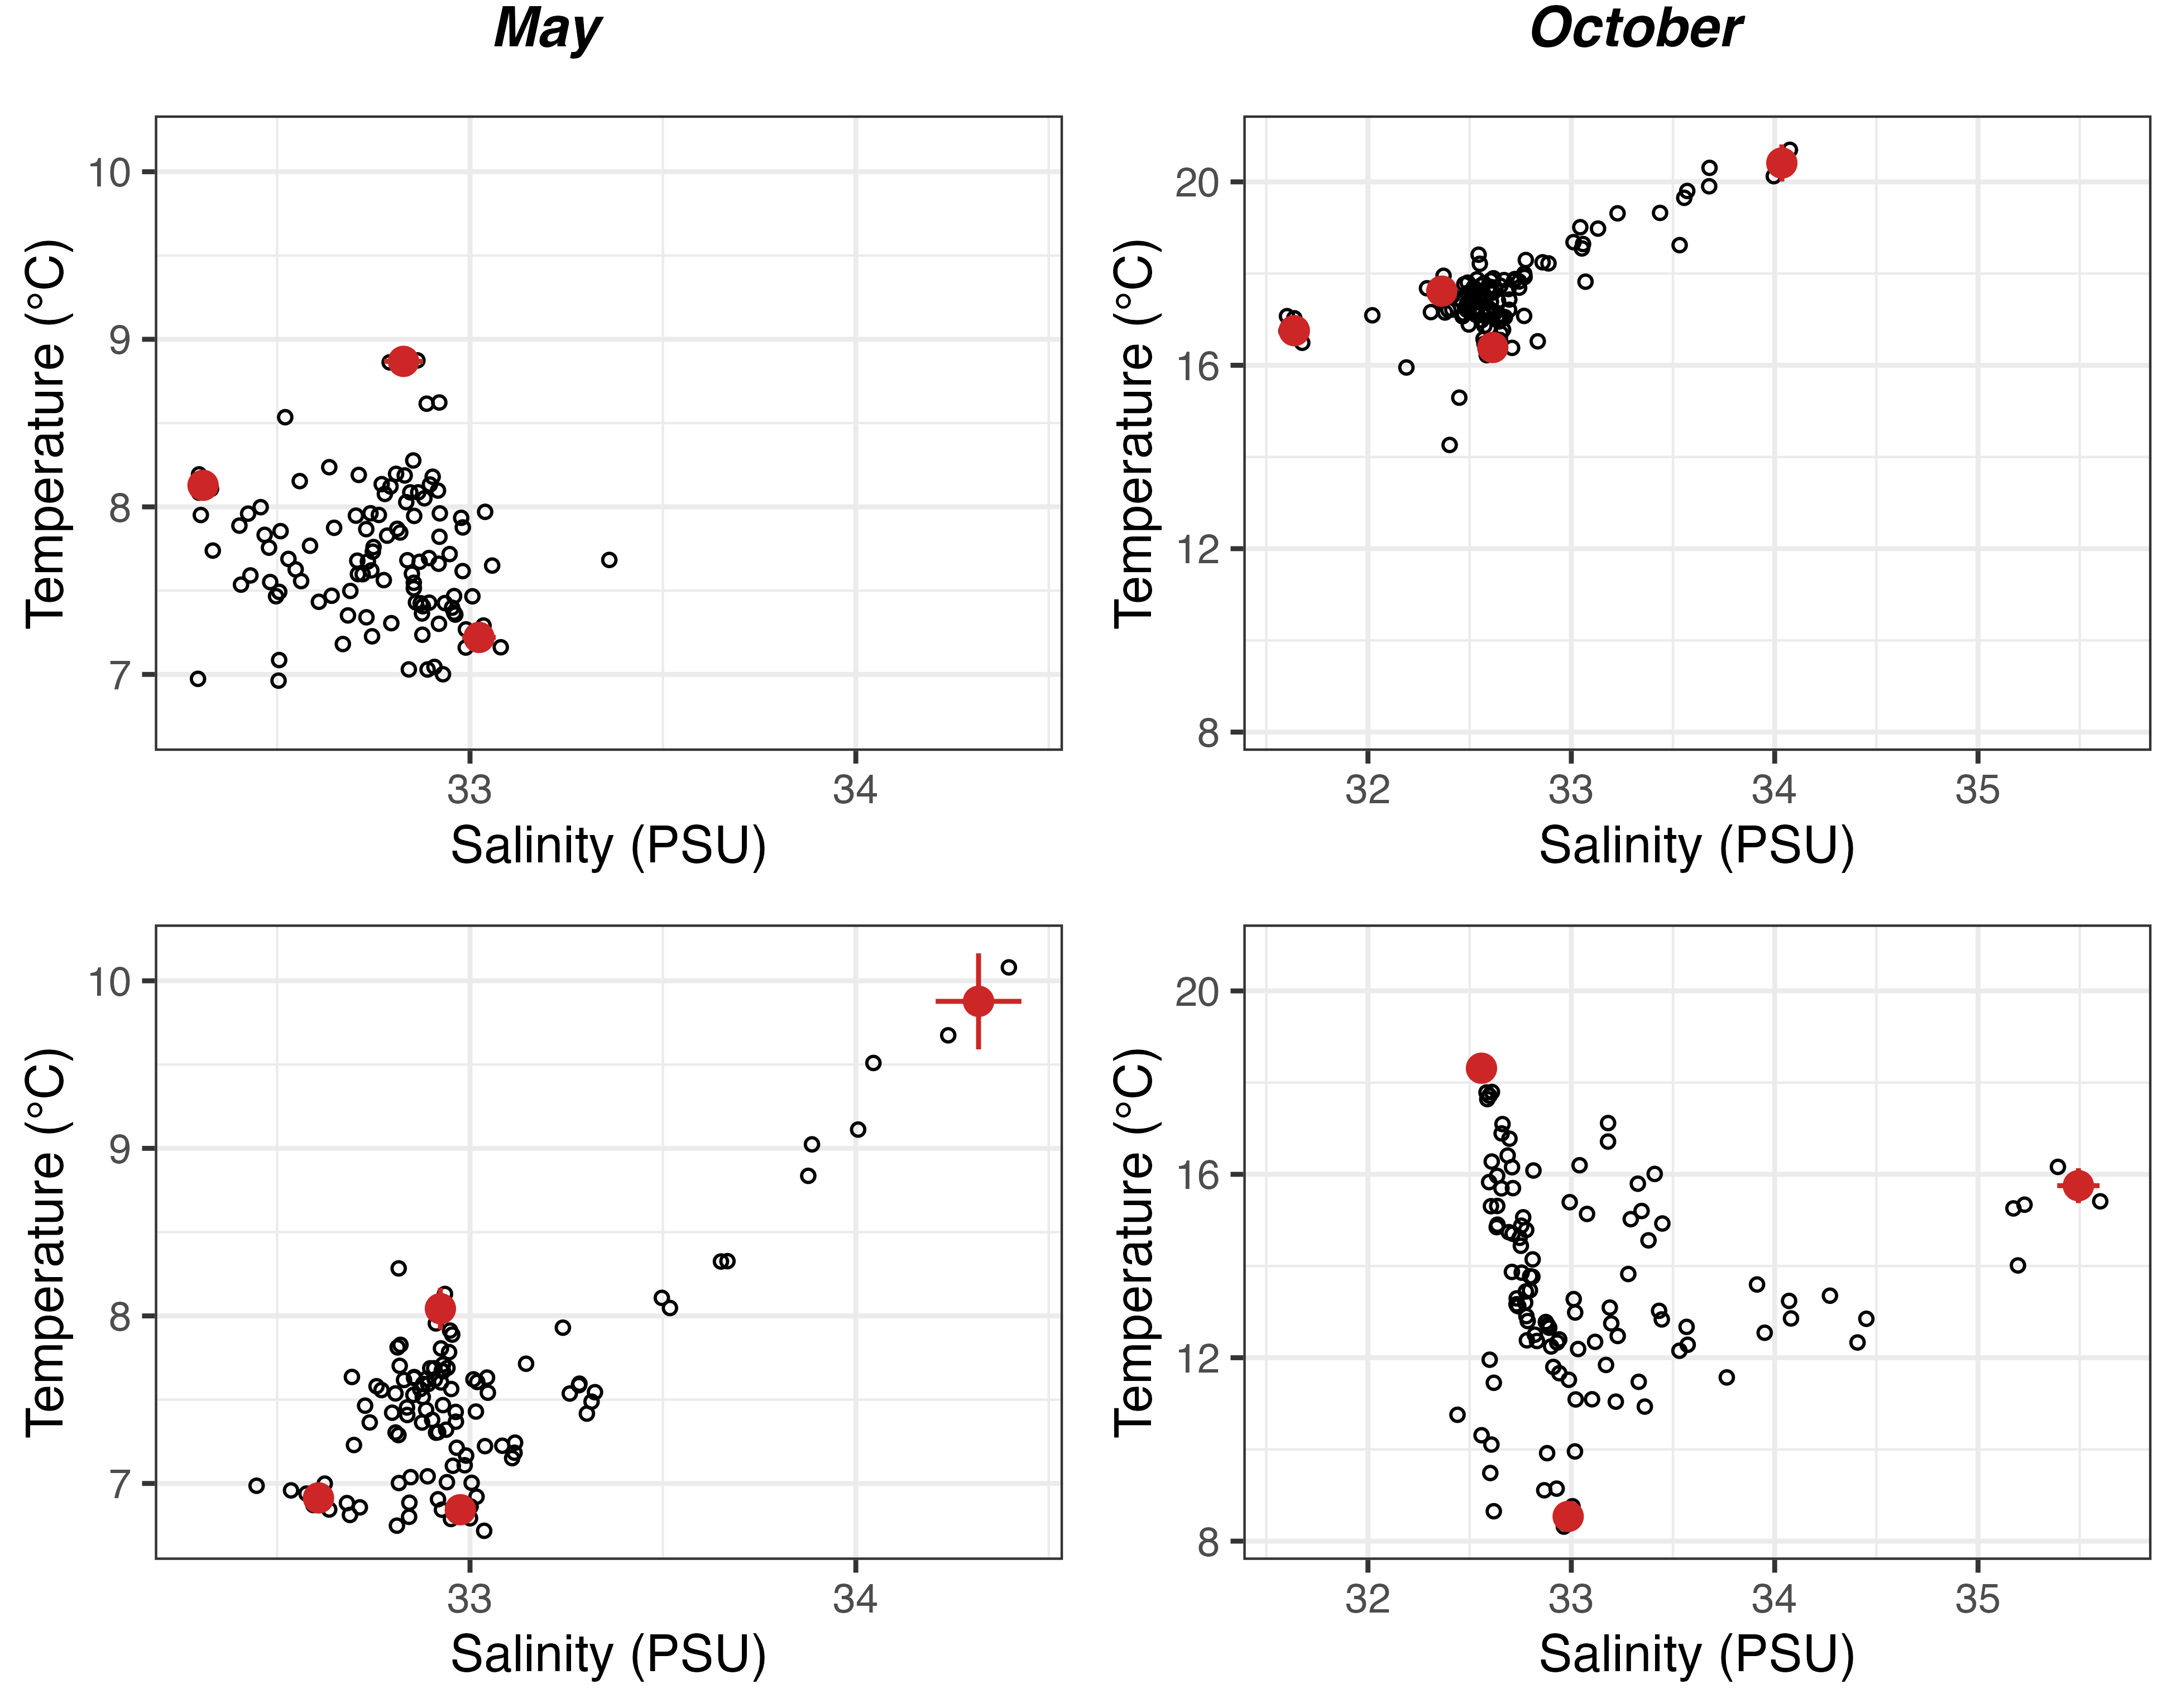 May
October
10
9
8
7
Temperature (°C)
33
34
Salinity (PSU)
20
16
12
8
Temperature (°C)
32
33
34
35
Salinity (PSU)
10
9
8
7
Temperature (°C)
33
34
Salinity (PSU)
20
16
12
8
Temperature (°C)
32
33
34
35
Salinity (PSU)